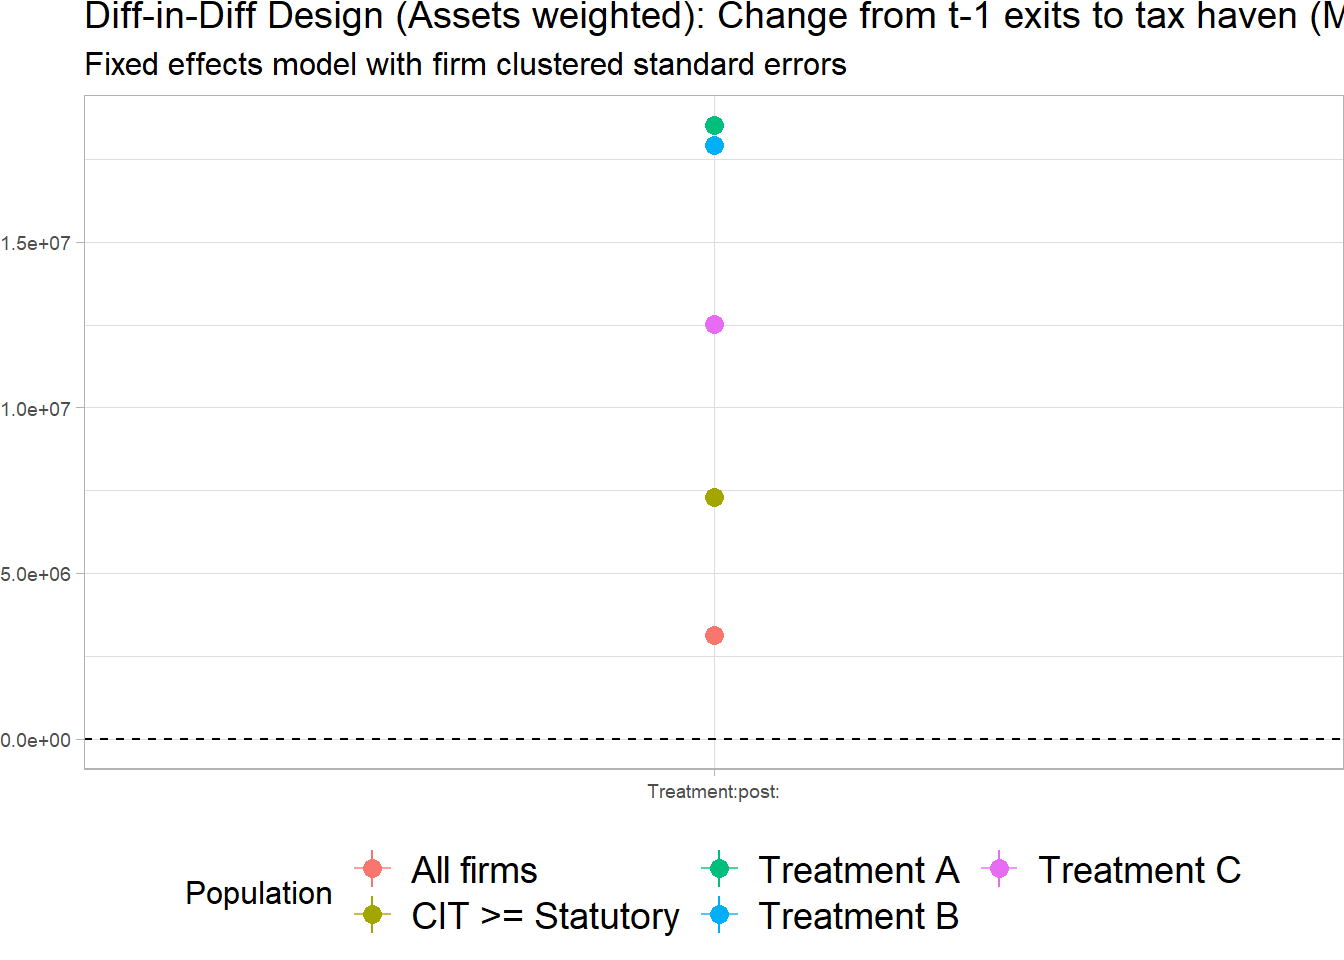 Diff-in-Diff Design (Assets weighted): Change from t-1 exits to tax haven (M
Fixed effects model with firm clustered standard errors
1.5e+07
1.0e+07
5.0e+06
0.0e+00
Treatment:post:
Population
All firms
Treatment A
Treatment C
CIT >= Statutory
Treatment B